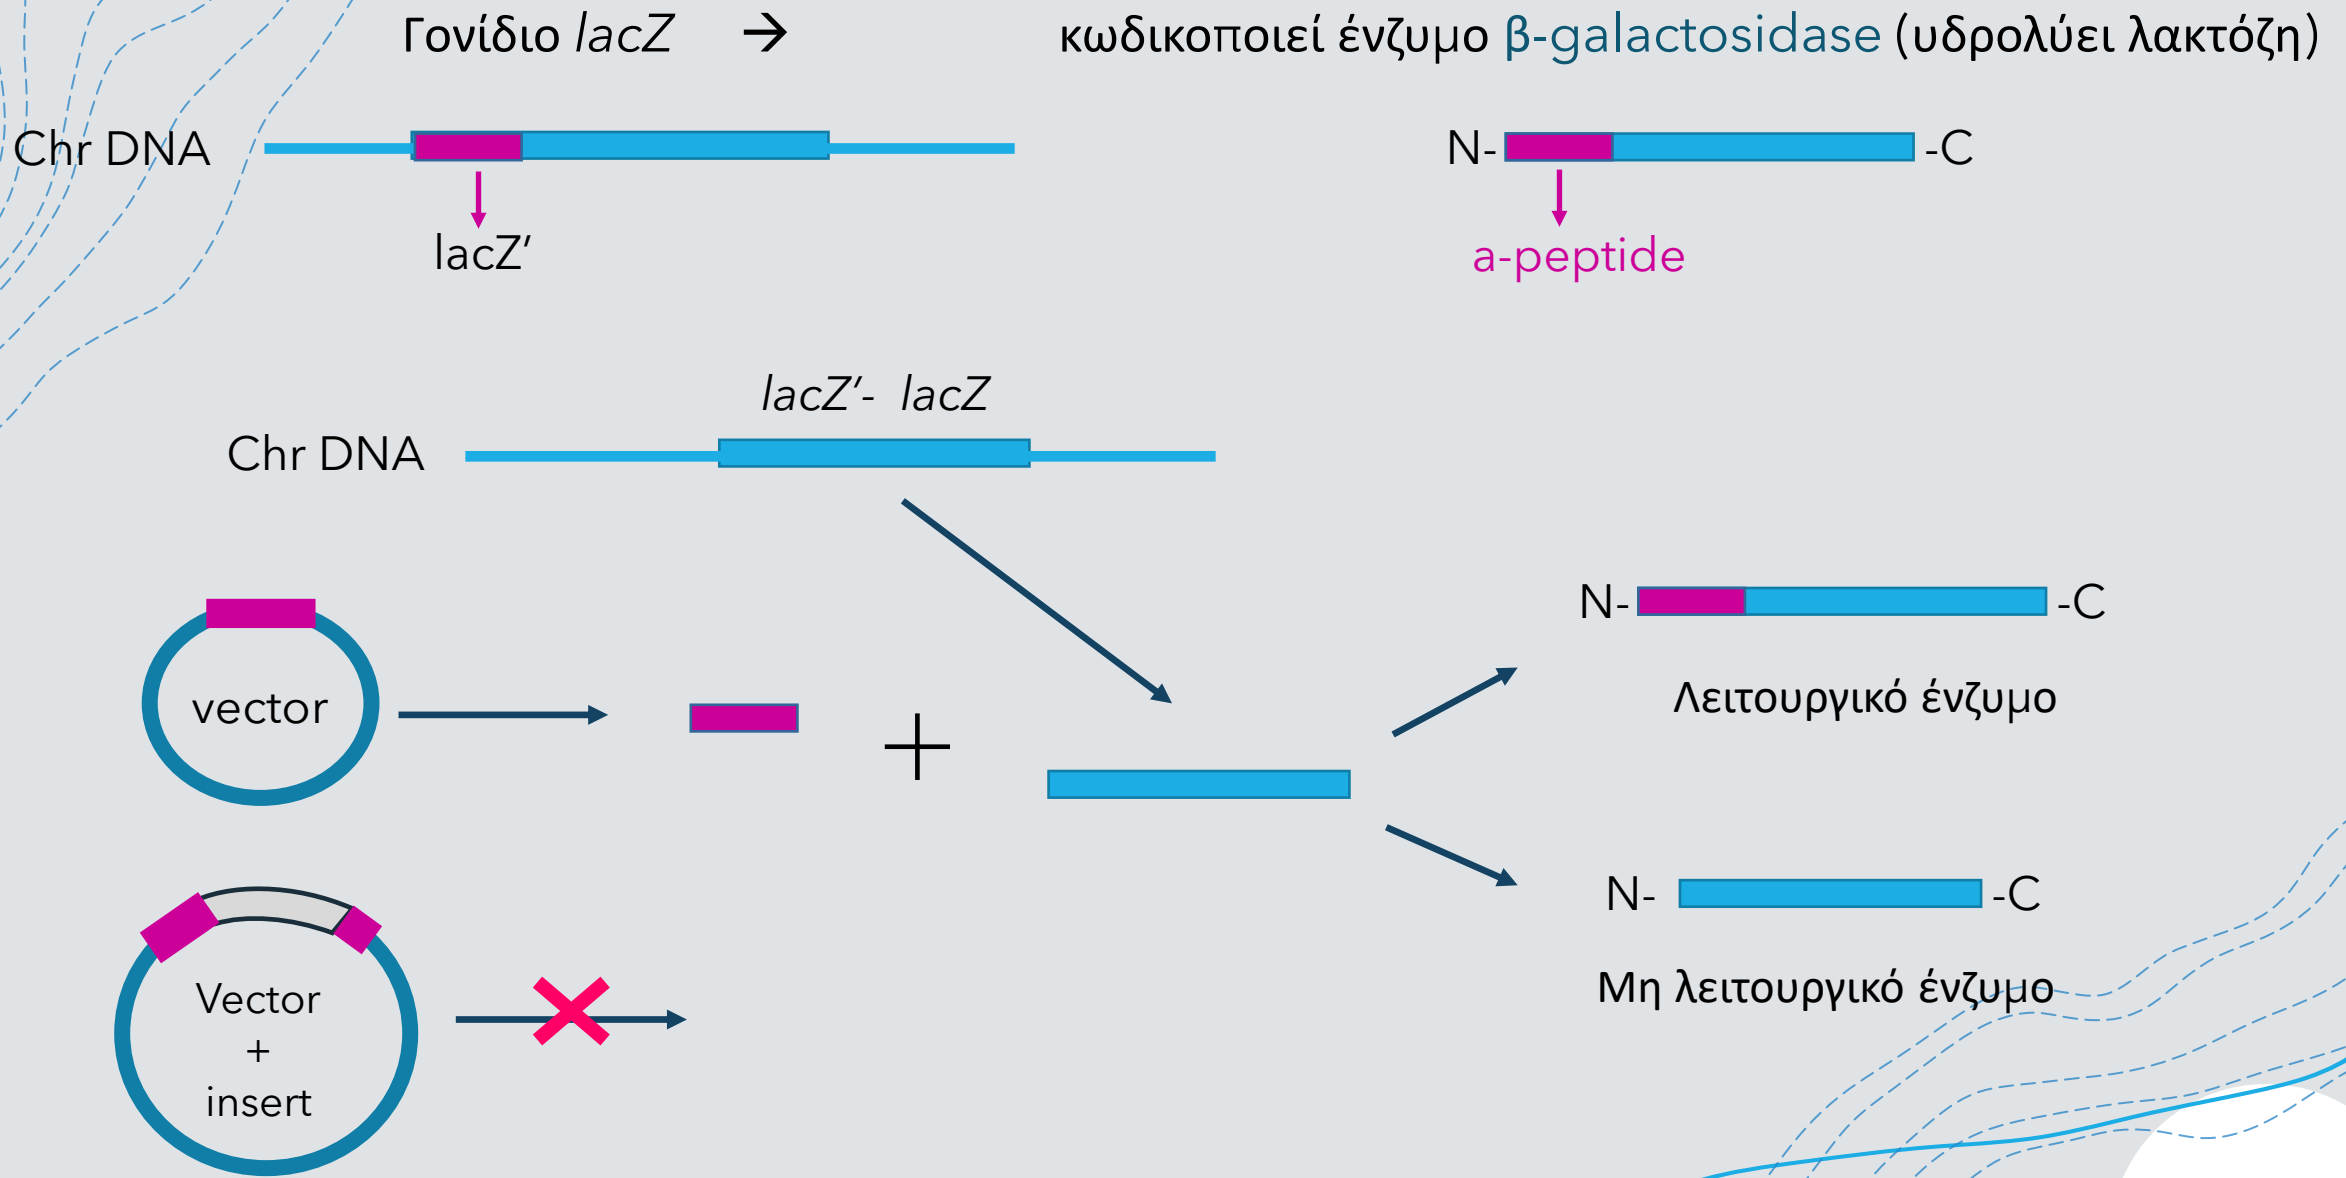 Γονίδιο lacZ → κωδικοποιεί ένζυμο β-galactosidase (υδρολύει λακτόζη)
Chr DNA
N- -C
lacZ’
a-peptide
lacZ’- lacZ
Chr DNA
N- -C
Λειτουργικό ένζυμο
vector
+
N- -C
Μη λειτουργικό ένζυμο
Vector
+
insert